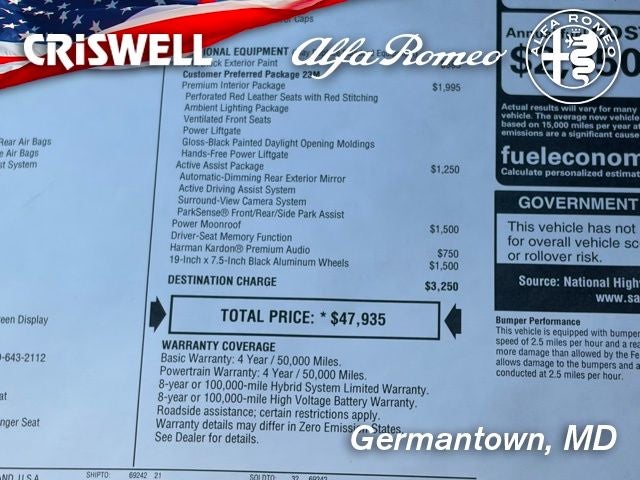 CRISWELL
Alfa Romeo
ALFA ROMEO
Caps
OPTIONAL EQUIPMENT
Exterior Paint
Customer Preferred Package 23M
Premium Interior Package $1,995
Perforated Red Leather Seats with Red Stitching
Ambient Lighting Package
Ventilated Front Seats
Power Liftgate
Gloss-Black Painted Daylight Opening Moldings
Hands-Free Power Liftgate
Active Assist Package $1,250
Automatic-Dimming Rear Exterior Mirror
Active Driving Assist System
Surround-View Camera System
ParkSense® Front/Rear/Side Park Assist
Power Moonroof $1,500
Driver-Seat Memory Function
Harman Kardon® Premium Audio $750
19-Inch x 7.5-Inch Black Aluminum Wheels $1,500
DESTINATION CHARGE $3,250
TOTAL PRICE: * $47,935
WARRANTY COVERAGE
Basic Warranty: 4 Year / 50,000 Miles.
Powertrain Warranty: 4 Year / 50,000 Miles.
8-year or 100,000-mile Hybrid System Limited Warranty.
8-year or 100,000-mile High Voltage Battery Warranty.
Roadside assistance; certain restrictions apply.
Warranty details may differ in Zero Emission States.
See Dealer for details.
Rear Air Bags
e Air Bags
st System
een Display
-643-2112
at
nger Seat
AND U.S.A.
SHIPTO: 69242 21
SOLDTO: 32 69242
Actual results will vary for many
vehicle. The average new vehicle
based on 15,000 miles per year at
emissions are a significant cause
fueleconom
Calculate personalized estimat
GOVERNMENT
This vehicle has not
for overall vehicle sc
or rollover risk.
Source: National High
www.sa
Bumper Performance
This vehicle is equipped with bumper
speed of 2.5 miles per hour and a rea
more damage than allowed by the Fe
allows damage to the bumpers and a
conducted at 2.5 miles per hour.
Germantown, MD